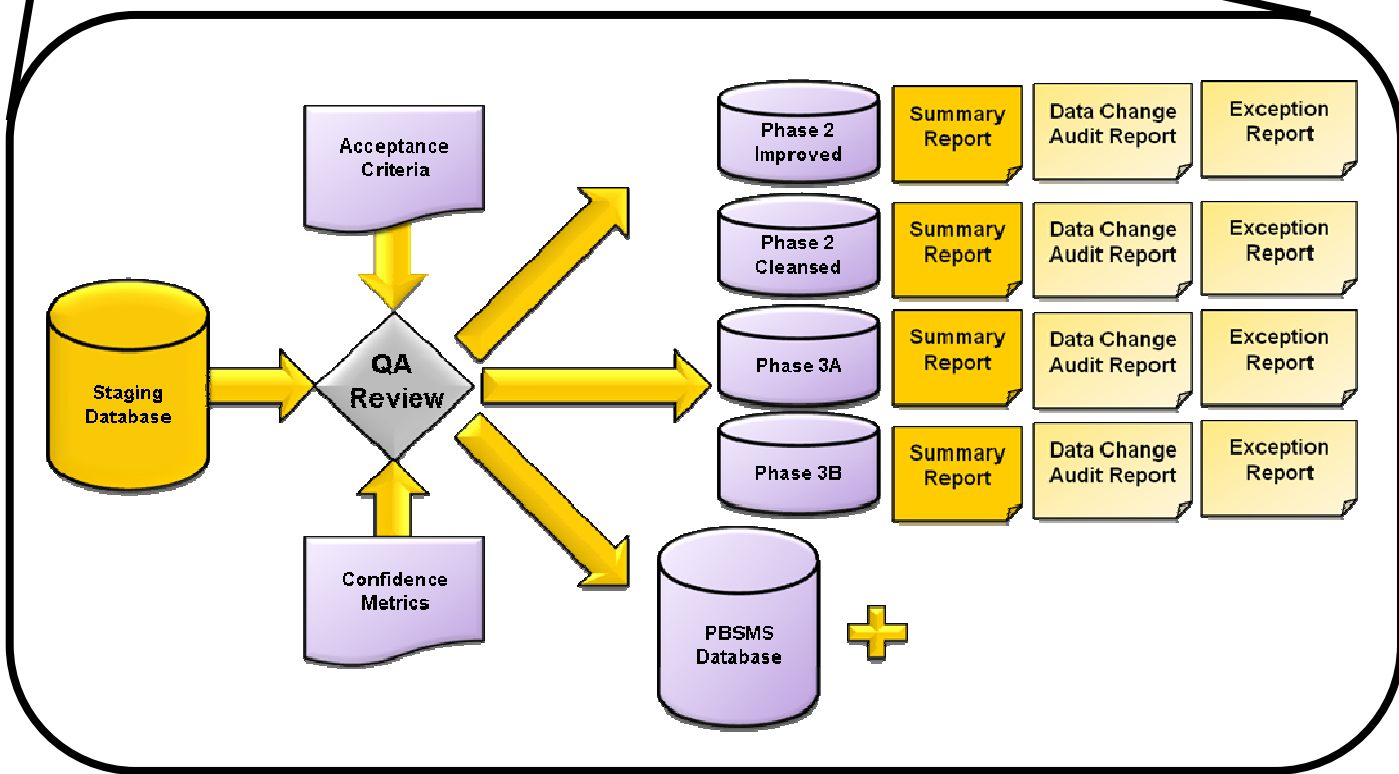 Acceptance
Criteria
Staging
Database
QA
Review
Confidence
Metrics
Phase 2
Improved
Summary
Report
Data Change
Audit Report
Exception
Report
Phase 2
Cleansed
Summary
Report
Data Change
Audit Report
Exception
Report
Phase 3A
Summary
Report
Data Change
Audit Report
Exception
Report
Phase 3B
Summary
Report
Data Change
Audit Report
Exception
Report
PBSMS
Database